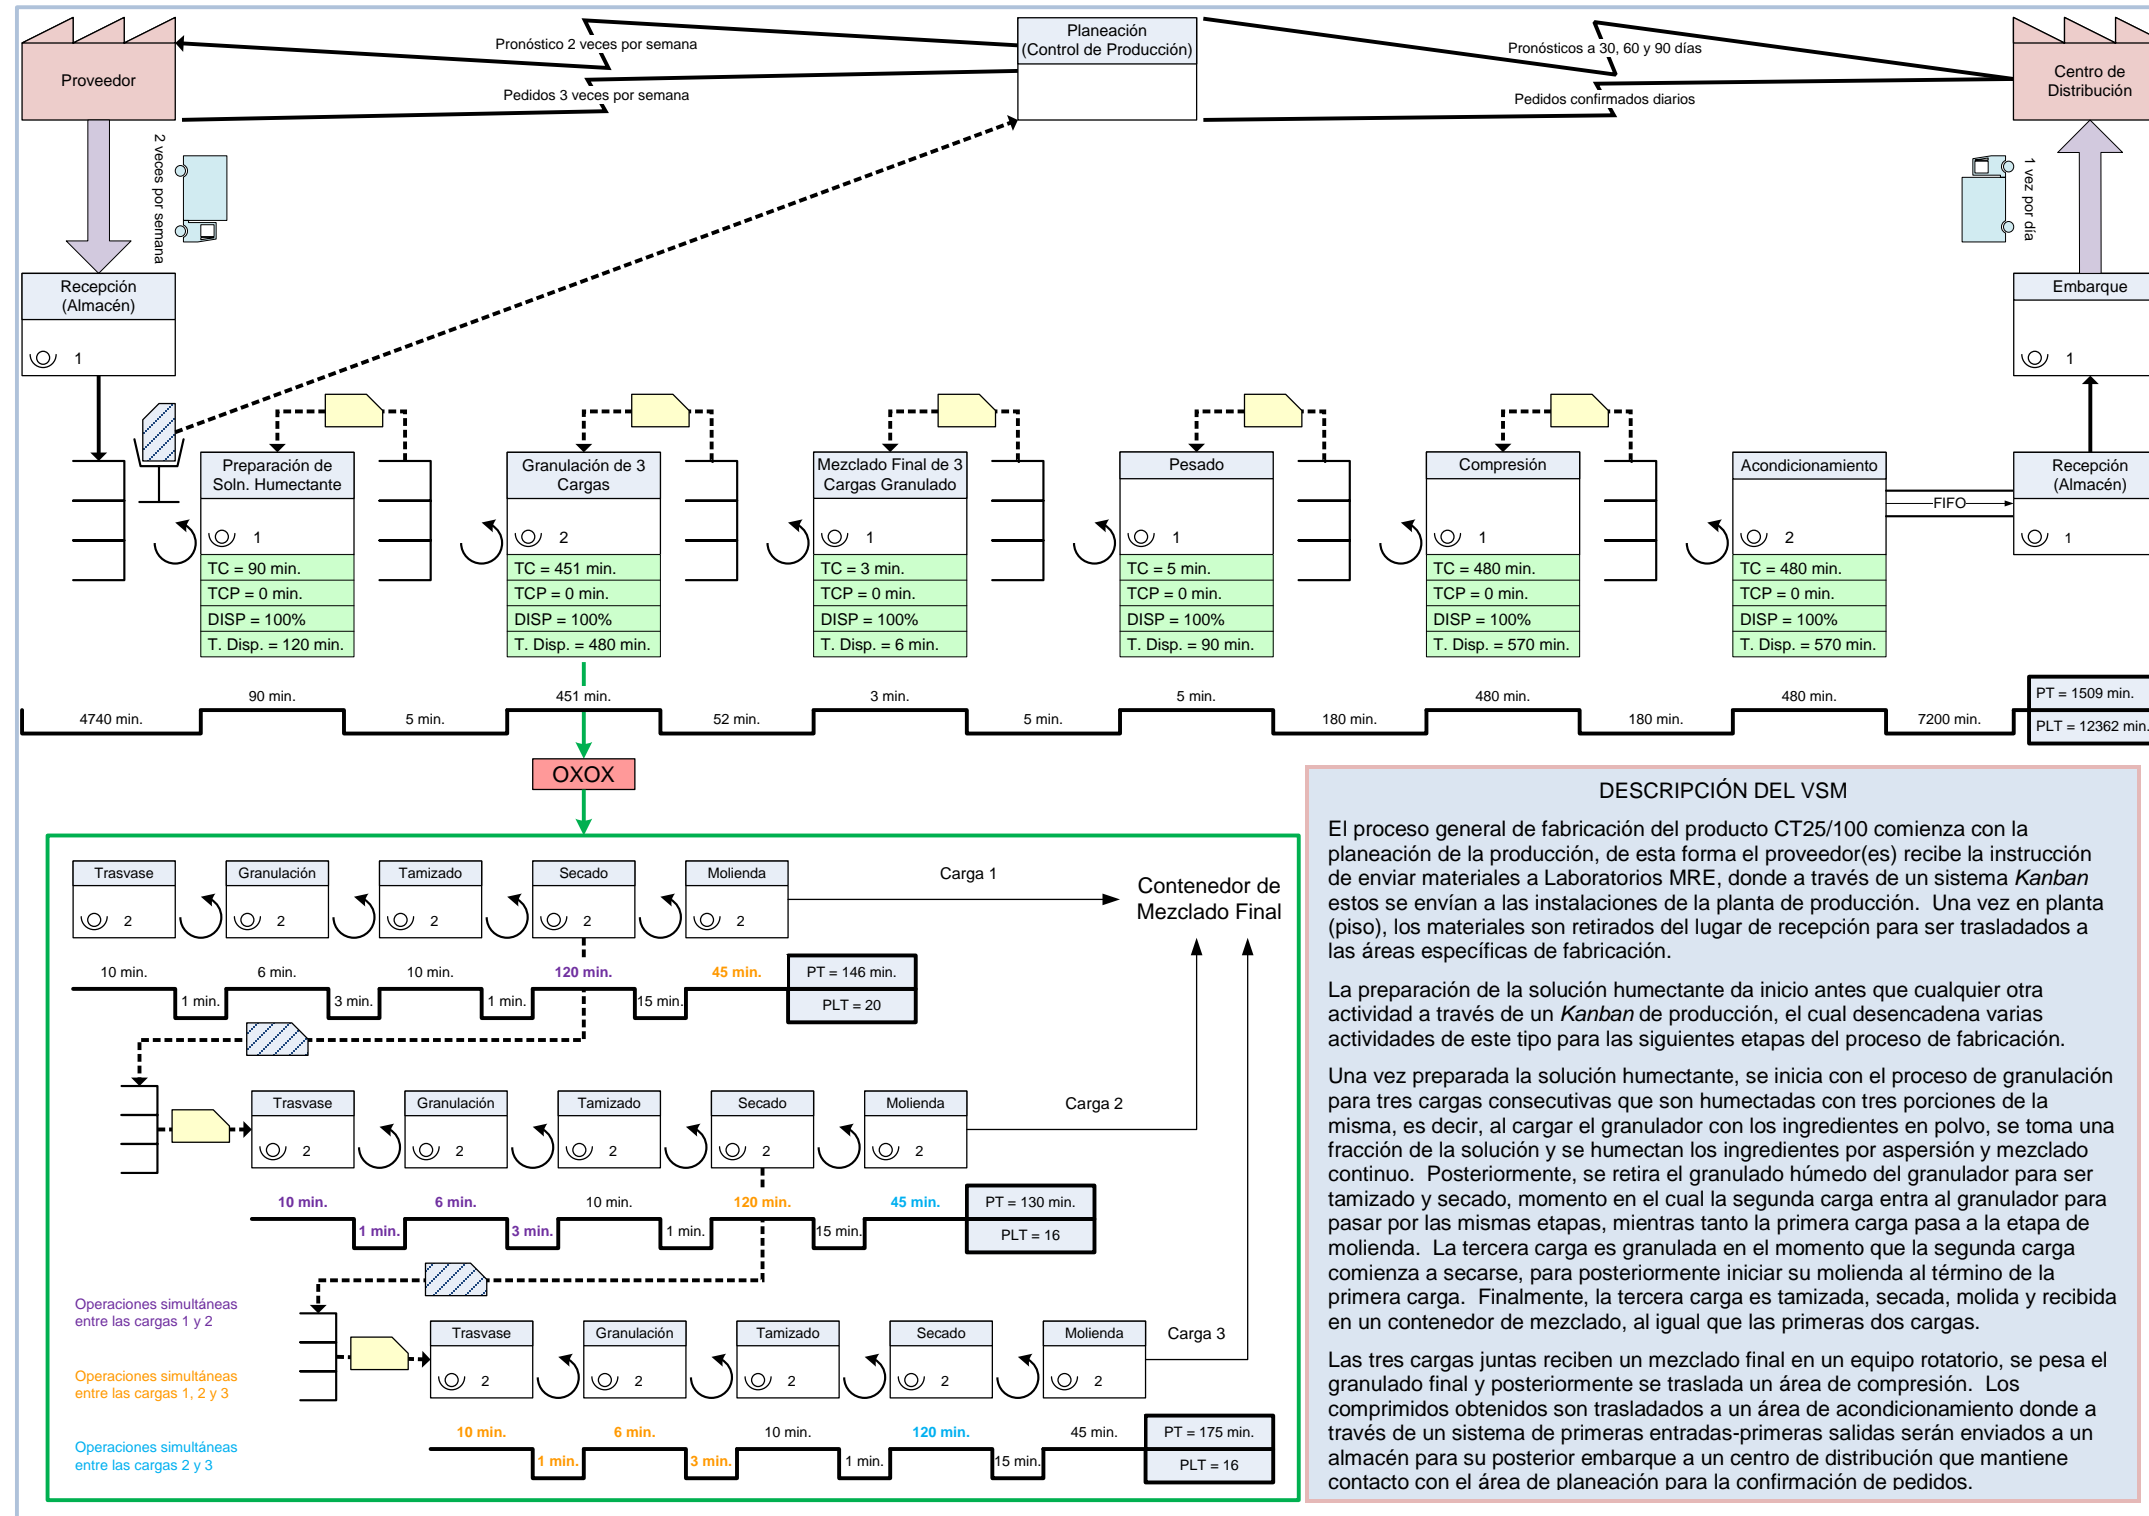 Proveedor
Pronóstico 2 veces por semana
Pedidos 3 veces por semana
Planeación
(Control de Producción)
Pronósticos a 30, 60 y 90 días
Pedidos confirmados diarios
Centro de
Distribución
2 veces por semana
1 vez por día
Recepción
(Almacén)
1
Embarque
1
Preparación de
Soln. Humectante
1
TC = 90 min.
TCP = 0 min.
DISP = 100%
T. Disp. = 120 min.
Granulación de 3
Cargas
2
TC = 451 min.
TCP = 0 min.
DISP = 100%
T. Disp. = 480 min.
Mezclado Final de 3
Cargas Granulado
1
TC = 3 min.
TCP = 0 min.
DISP = 100%
T. Disp. = 6 min.
Pesado
1
TC = 5 min.
TCP = 0 min.
DISP = 100%
T. Disp. = 90 min.
Compresión
1
TC = 480 min.
TCP = 0 min.
DISP = 100%
T. Disp. = 570 min.
Acondicionamiento
2
TC = 480 min.
TCP = 0 min.
DISP = 100%
T. Disp. = 570 min.
FIFO
Recepción
(Almacén)
1
4740 min.
90 min.
5 min.
451 min.
52 min.
3 min.
5 min.
5 min.
180 min.
480 min.
180 min.
480 min.
7200 min.
PT = 1509 min.
PLT = 12362 min.
OXOX
Trasvase
2
Granulación
2
Tamizado
2
Secado
2
Molienda
2
Carga 1
Contenedor de
Mezclado Final
10 min.
1 min.
6 min.
3 min.
10 min.
1 min.
120 min.
15 min.
45 min.
PT = 146 min.
PLT = 20
Trasvase
2
Granulación
2
Tamizado
2
Secado
2
Molienda
2
Carga 2
10 min.
1 min.
6 min.
3 min.
10 min.
1 min.
120 min.
15 min.
45 min.
PT = 130 min.
PLT = 16
Operaciones simultáneas
entre las cargas 1 y 2
Operaciones simultáneas
entre las cargas 1, 2 y 3
Operaciones simultáneas
entre las cargas 2 y 3
Trasvase
2
Granulación
2
Tamizado
2
Secado
2
Molienda
2
Carga 3
10 min.
1 min.
6 min.
3 min.
10 min.
1 min.
120 min.
15 min.
45 min.
PT = 175 min.
PLT = 16
DESCRIPCIÓN DEL VSM
El proceso general de fabricación del producto CT25/100 comienza con la
planeación de la producción, de esta forma el proveedor(es) recibe la instrucción
de enviar materiales a Laboratorios MRE, donde a través de un sistema Kanban
estos se envían a las instalaciones de la planta de producción. Una vez en planta
(piso), los materiales son retirados del lugar de recepción para ser trasladados a
las áreas específicas de fabricación.
La preparación de la solución humectante da inicio antes que cualquier otra
actividad a través de un Kanban de producción, el cual desencadena varias
actividades de este tipo para las siguientes etapas del proceso de fabricación.
Una vez preparada la solución humectante, se inicia con el proceso de granulación
para tres cargas consecutivas que son humectadas con tres porciones de la
misma, es decir, al cargar el granulador con los ingredientes en polvo, se toma una
fracción de la solución y se humectan los ingredientes por aspersión y mezclado
continuo. Posteriormente, se retira el granulado húmedo del granulador para ser
tamizado y secado, momento en el cual la segunda carga entra al granulador para
pasar por las mismas etapas, mientras tanto la primera carga pasa a la etapa de
molienda. La tercera carga es granulada en el momento que la segunda carga
comienza a secarse, para posteriormente iniciar su molienda al término de la
primera carga. Finalmente, la tercera carga es tamizada, secada, molida y recibida
en un contenedor de mezclado, al igual que las primeras dos cargas.
Las tres cargas juntas reciben un mezclado final en un equipo rotatorio, se pesa el
granulado final y posteriormente se traslada un área de compresión. Los
comprimidos obtenidos son trasladados a un área de acondicionamiento donde a
través de un sistema de primeras entradas-primeras salidas serán enviados a un
almacén para su posterior embarque a un centro de distribución que mantiene
contacto con el área de planeación para la confirmación de pedidos.